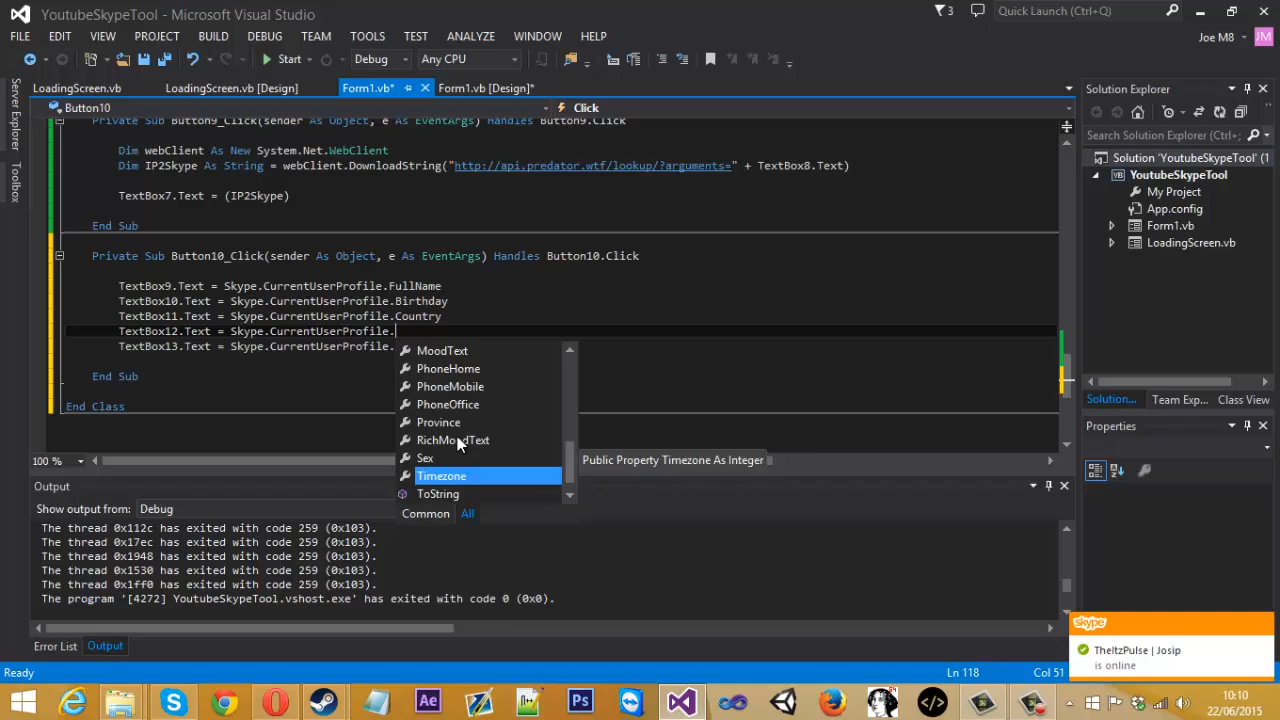 YoutubeSkypeTool - Microsoft Visual Studio
3
Quick Launch (Ctrl+Q)
FILE EDIT VIEW PROJECT BUILD DEBUG TEAM TOOLS TEST ANALYZE WINDOW HELP
Joe M8
JM
Start Debug Any CPU
Server Explorer
Toolbox
LoadingScreen.vb LoadingScreen.vb [Design] Form1.vb* Form1.vb [Design]*
Button10 Click
Private Sub Button9_Click(sender As Object, e As EventArgs) Handles Button9.Click
Dim webClient As New System.Net.WebClient
Dim IP2Skype As String = webClient.DownloadString("http://api.predator.wtf/lookup/?arguments=" + TextBox8.Text)
TextBox7.Text = (IP2Skype)
End Sub
Private Sub Button10_Click(sender As Object, e As EventArgs) Handles Button10.Click
TextBox9.Text = Skype.CurrentUserProfile.FullName
TextBox10.Text = Skype.CurrentUserProfile.Birthday
TextBox11.Text = Skype.CurrentUserProfile.Country
TextBox12.Text = Skype.CurrentUserProfile.
TextBox13.Text = Skype.CurrentUserProfile.
End Sub
End Class
MoodText
PhoneHome
PhoneMobile
PhoneOffice
Province
RichMoodText
Sex
Timezone
ToString
Common All
Public Property Timezone As Integer
100 %
Output
Show output from: Debug
The thread 0x112c has exited with code 259 (0x103).
The thread 0x17ec has exited with code 259 (0x103).
The thread 0x1948 has exited with code 259 (0x103).
The thread 0x1530 has exited with code 259 (0x103).
The thread 0x1ff0 has exited with code 259 (0x103).
The program '[4272] YoutubeSkypeTool.vshost.exe' has exited with code 0 (0x0).
Error List Output
Ready
Ln 118
Col 51
Solution Explorer
Search Solution Explorer (Ctrl+;
Solution 'YoutubeSkypeTool' (1
VB YoutubeSkypeTool
My Project
App.config
Form1.vb
LoadingScreen.vb
Solution... Team Exp... Class View
Properties
skype
TheItzPulse | Josip
is online
Ae
Ps
10:10
22/06/2015